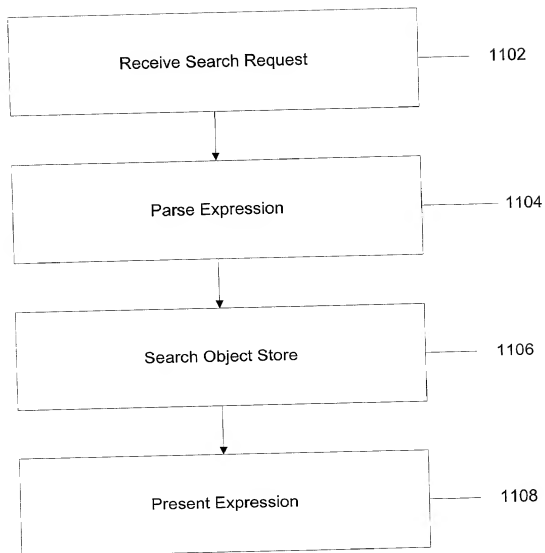 Receive Search Request
1102
Parse Expression
1104
Search Object Store
1106
Present Expression
1108